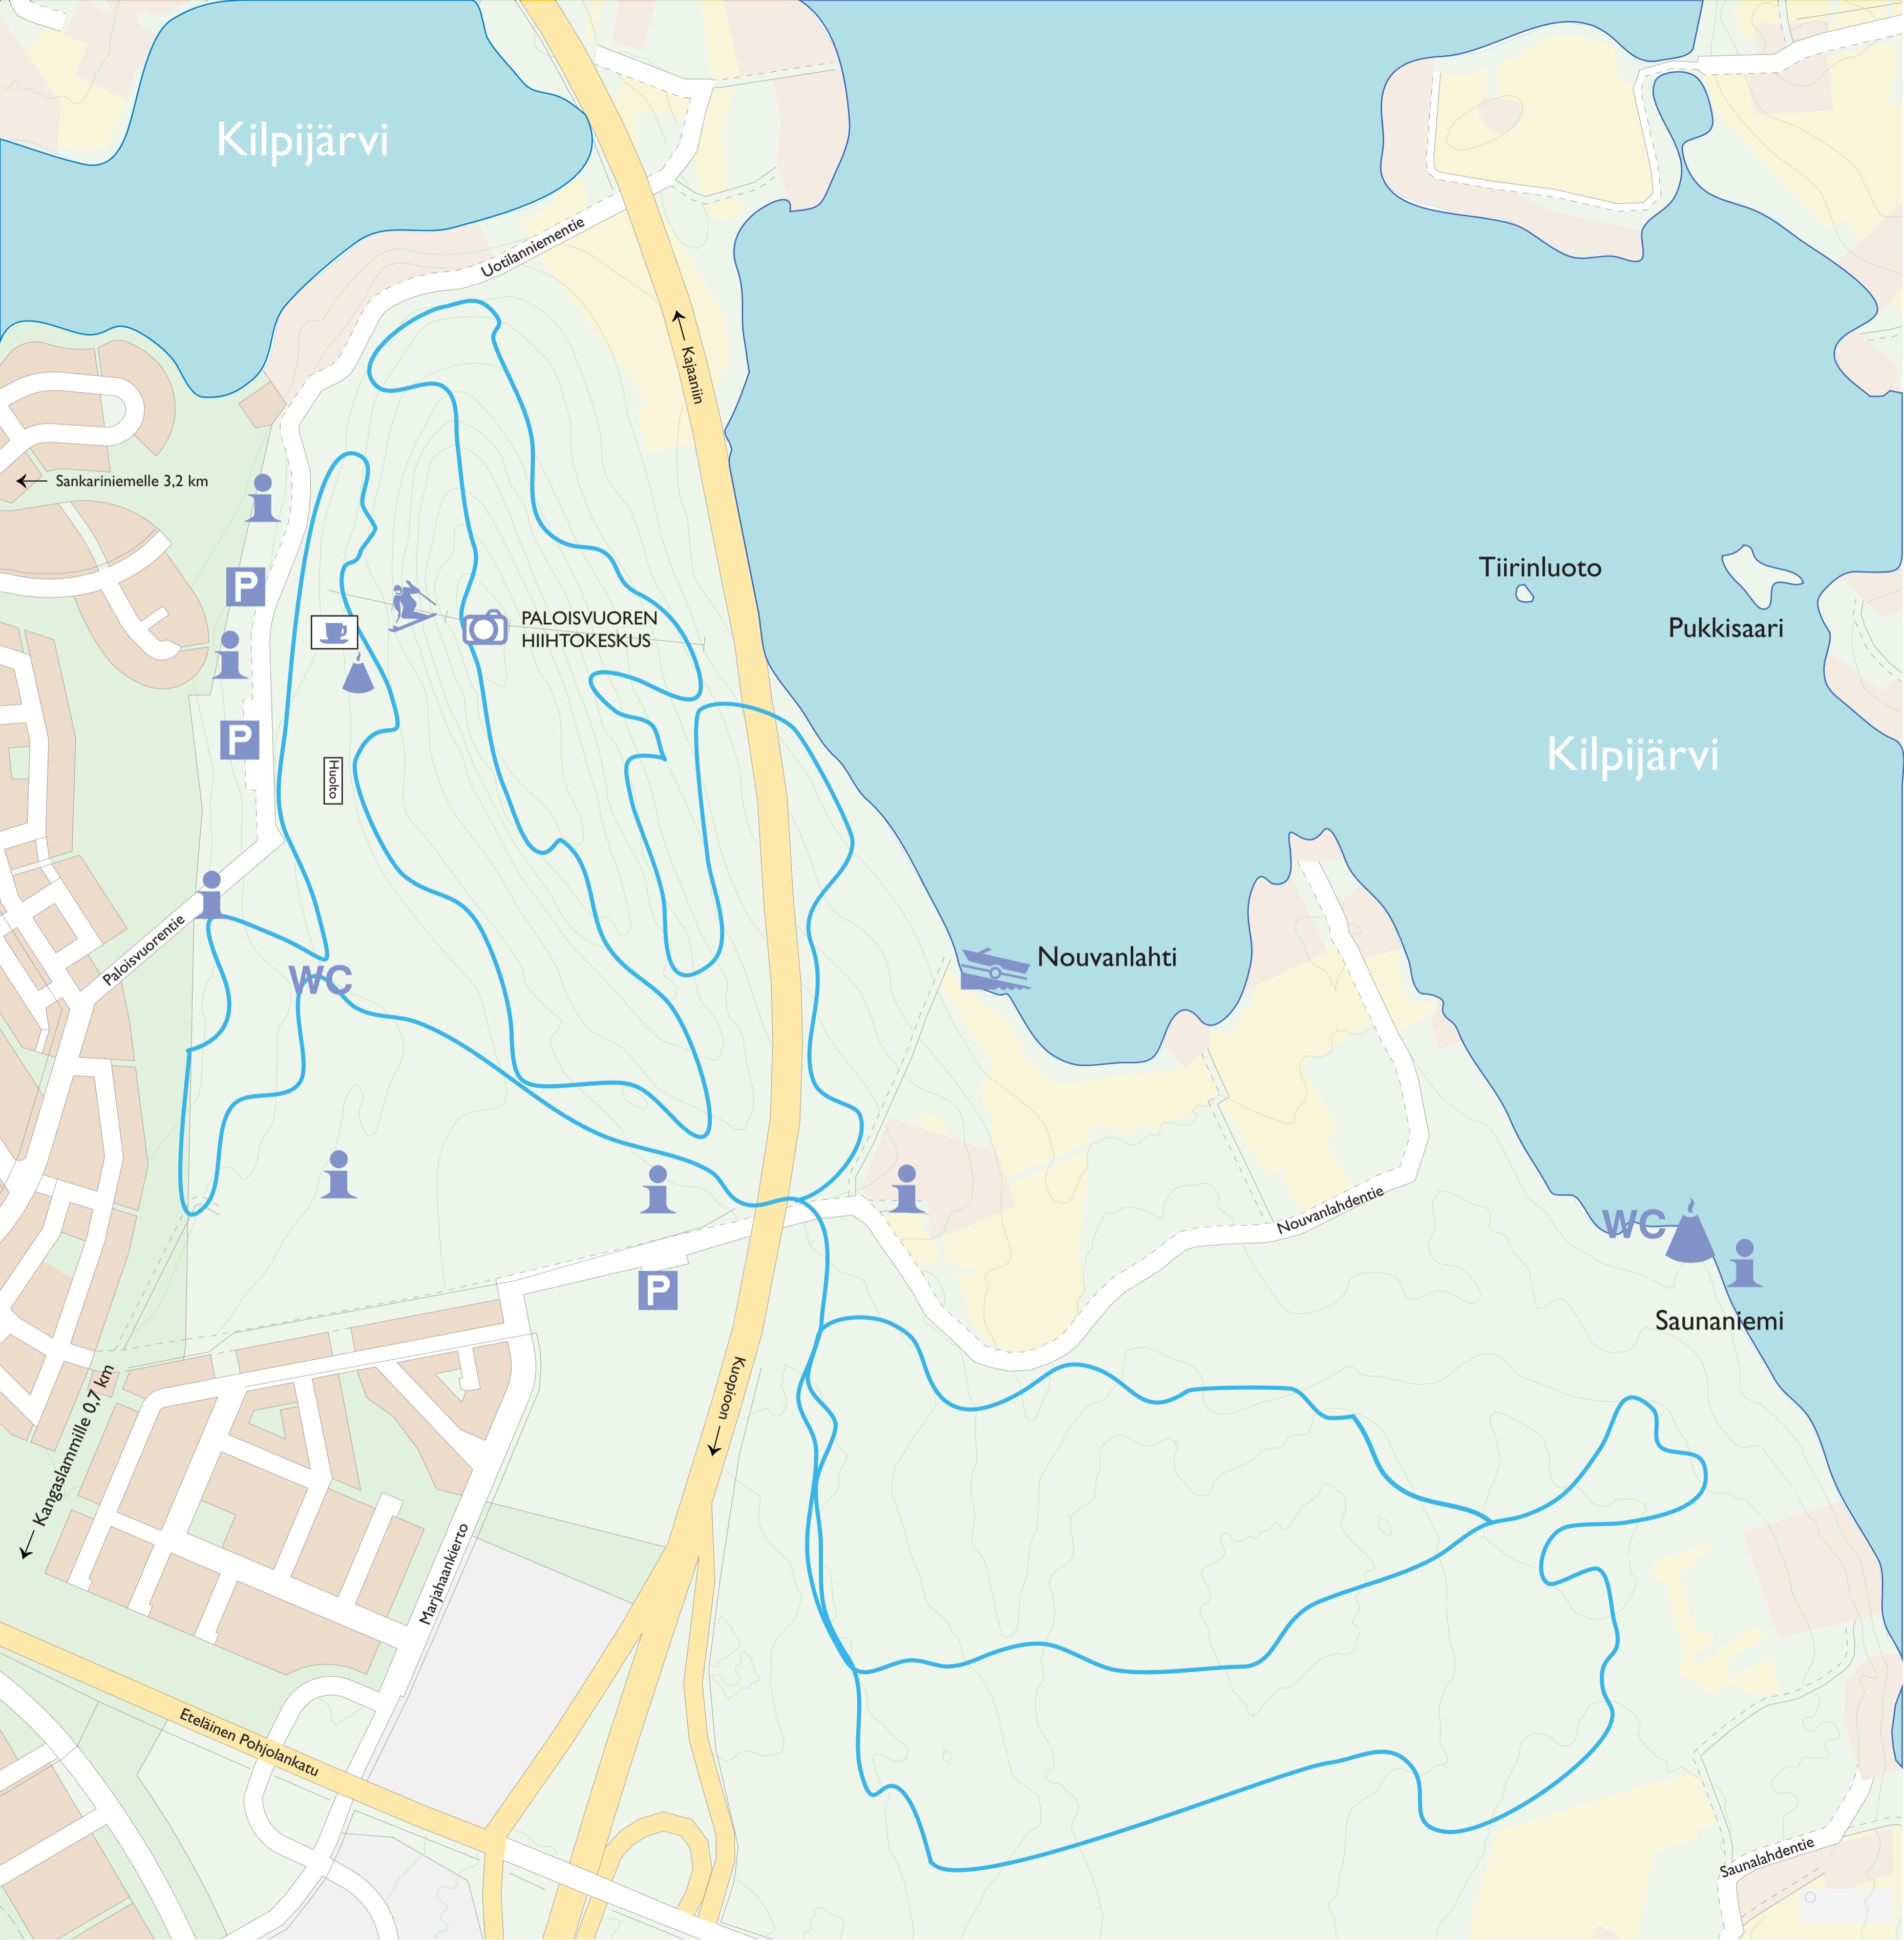 Kilpijärvi
Uotilanniementie
Kajaaniin
Sankariniemelle 3,2 km
Tiirinluoto
Pukkisaari
P
PALOISVUOREN
HIIHTOKESKUS
Kilpijärvi
P
Huolto
Paloisvuorentie
Nouvanlahti
WC
Nouvanlahdentie
WC
P
Saunaniemi
Kuopioon
Kangaslammille 0,7 km
Marjahaankierto
Eteläinen Pohjolankatu
Saunalahdentie